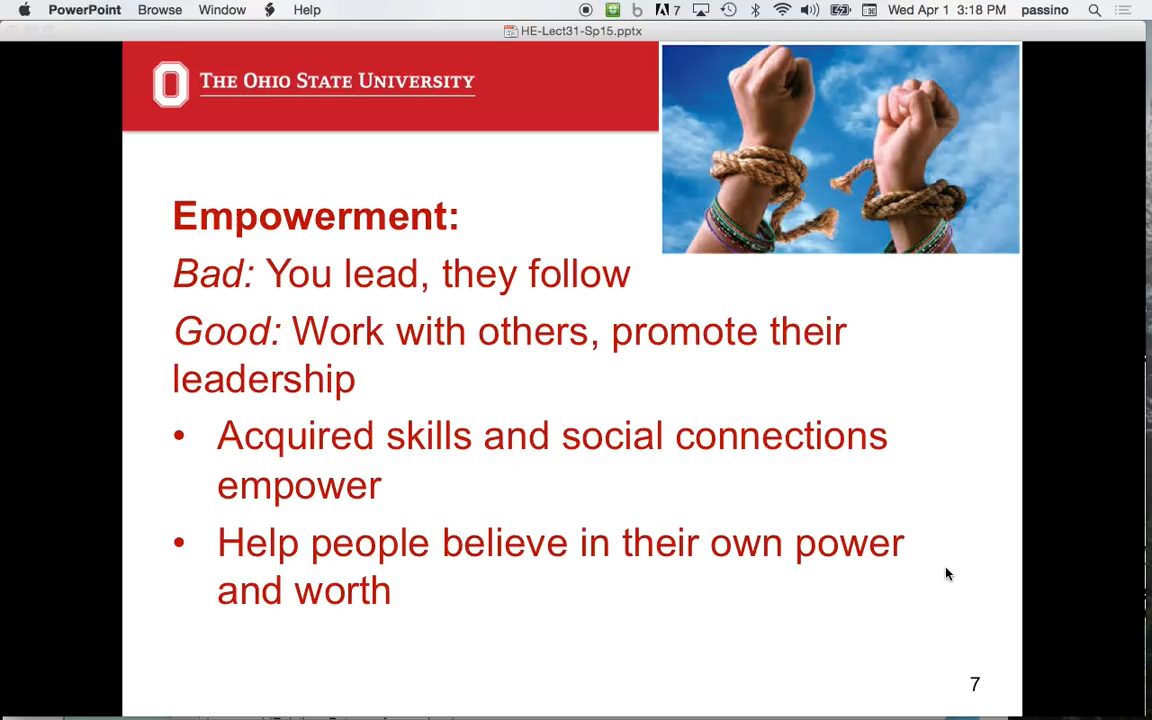 PowerPoint Browse Window Help 7 Wed Apr 1 3:18 PM passino
HE-Lect31-Sp15.pptx
THE OHIO STATE UNIVERSITY
Empowerment:
Bad: You lead, they follow
Good: Work with others, promote their
leadership
• Acquired skills and social connections
empower
• Help people believe in their own power
and worth
7